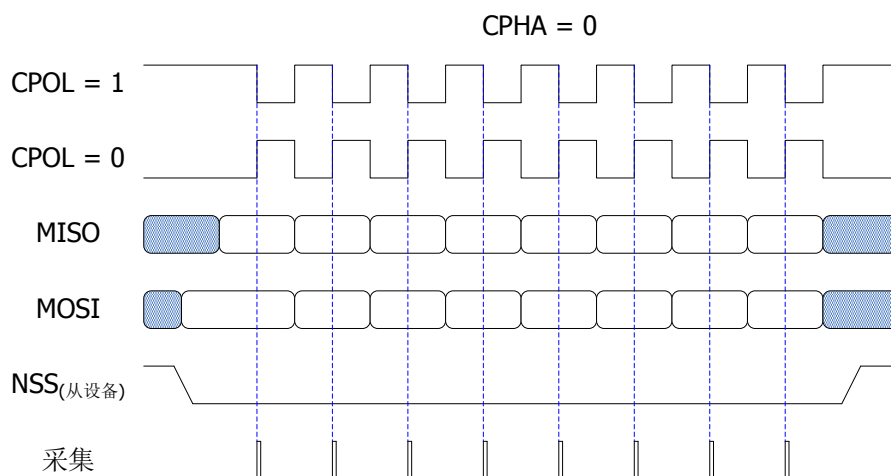 CPHA = 0
CPOL = 1
CPOL = 0
MISO
MOSI
NSS(从设备)
采集